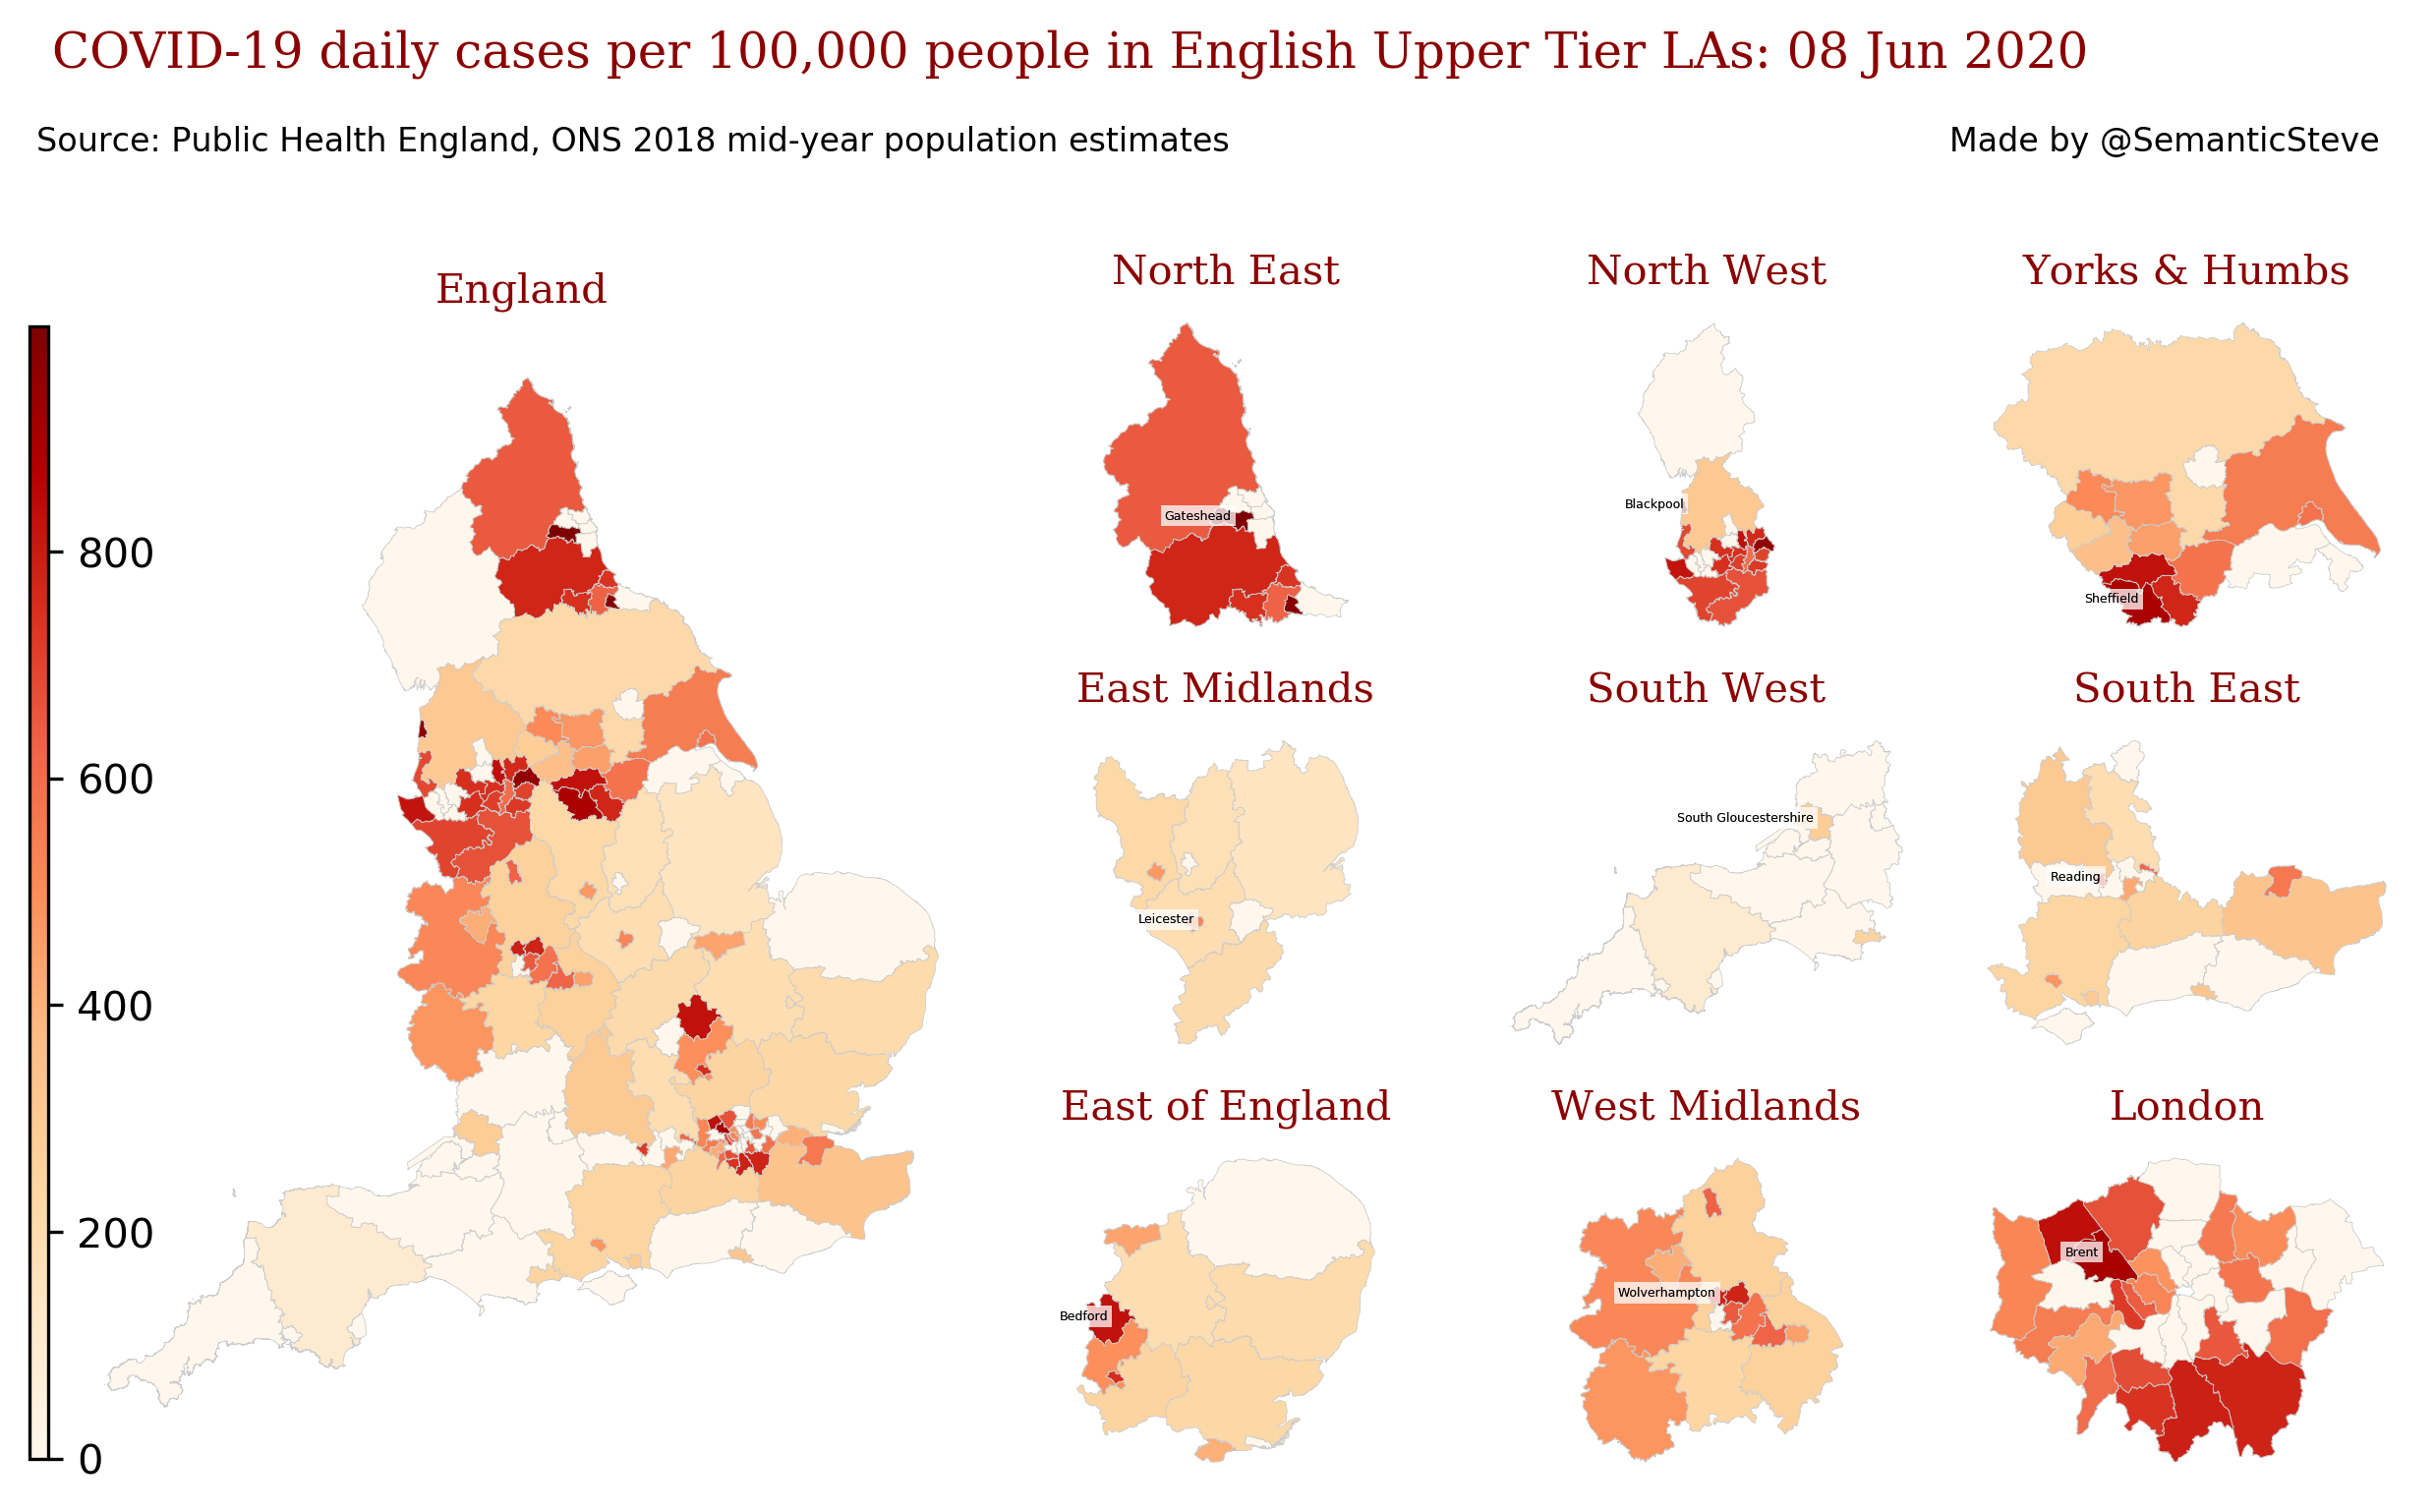 COVID-19 daily cases per 100,000 people in English Upper Tier LAs: 08 Jun 2020
Source: Public Health England, ONS 2018 mid-year population estimates
Made by @SemanticSteve
England
800
600
400
200
0
North East
Gateshead
North West
Blackpool
Yorks & Humbs
Sheffield
East Midlands
Leicester
South West
South Gloucestershire
South East
Reading
East of England
Bedford
West Midlands
Wolverhampton
London
Brent